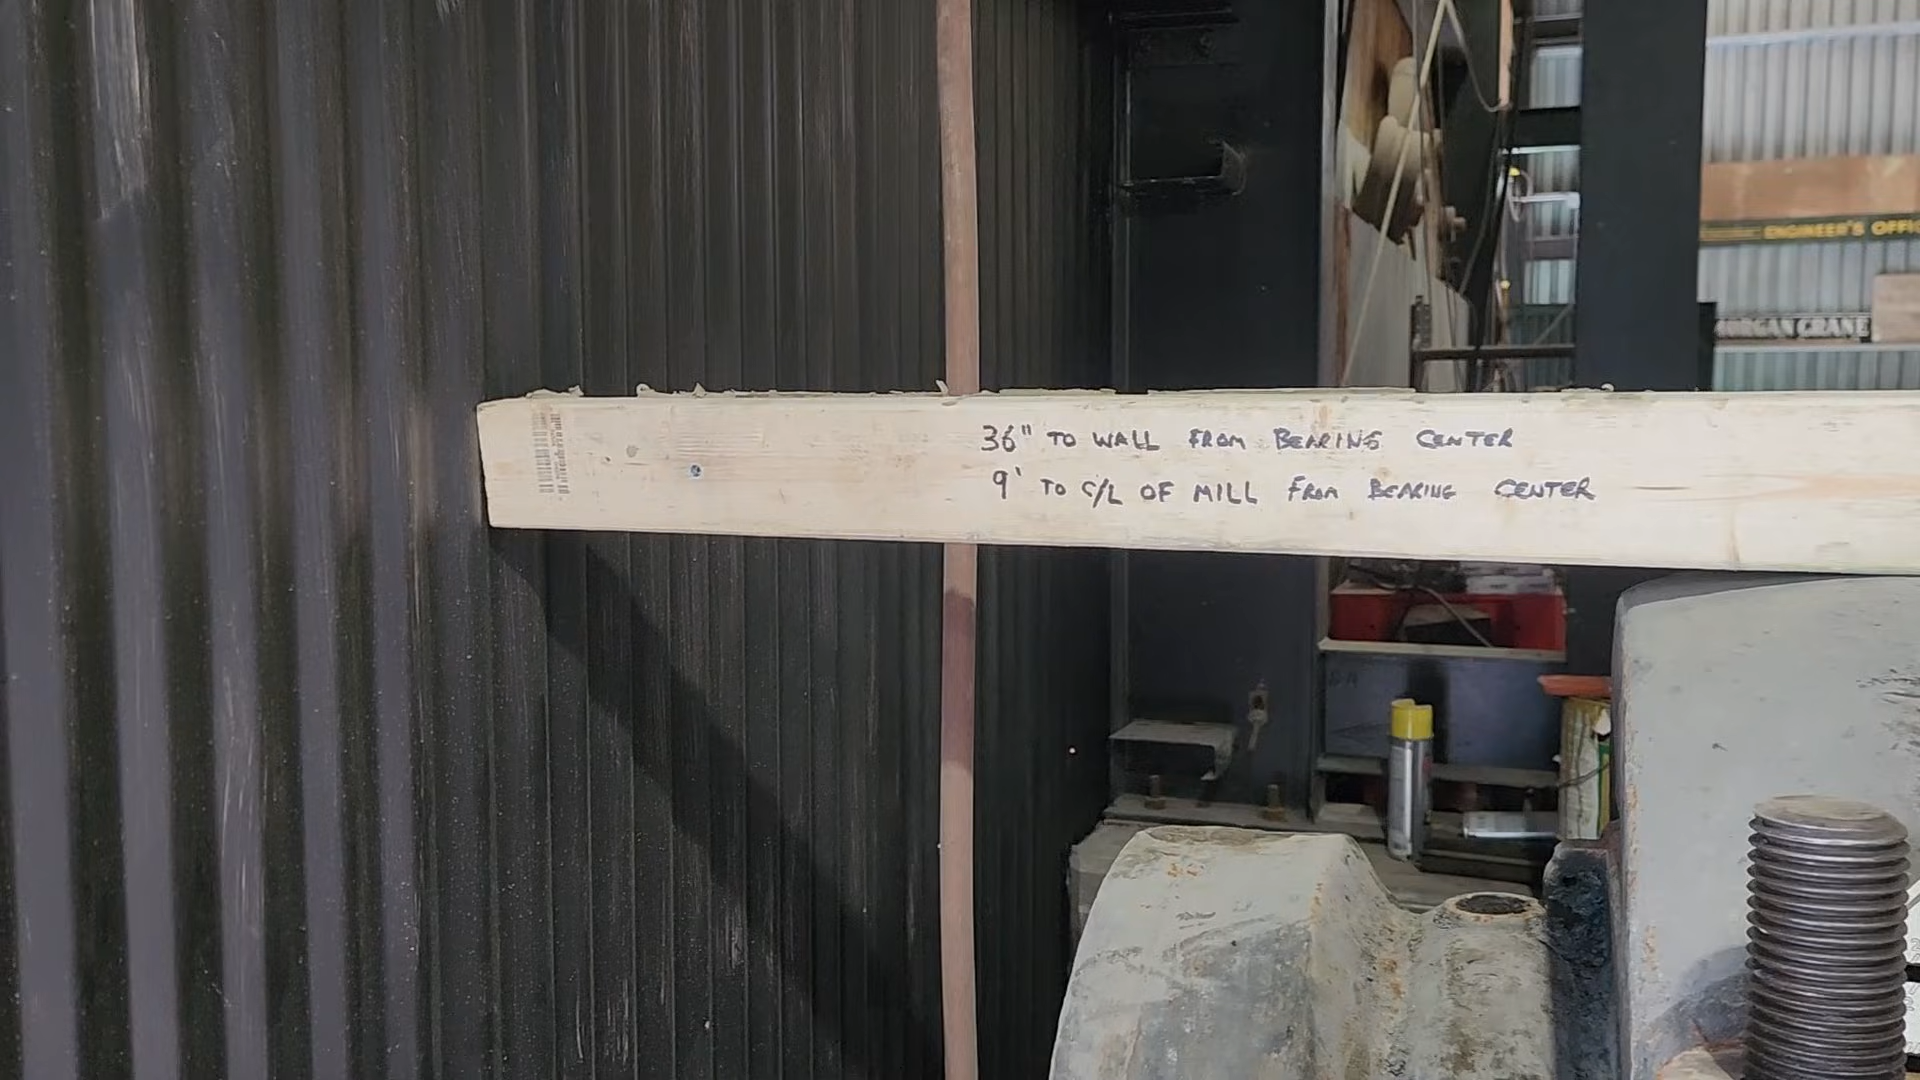 ENGINEER'S OFFI
MORGAN CRANE
36" TO WALL FROM BEARING CENTER
9' TO C/L OF MILL FROM BEARING CENTER